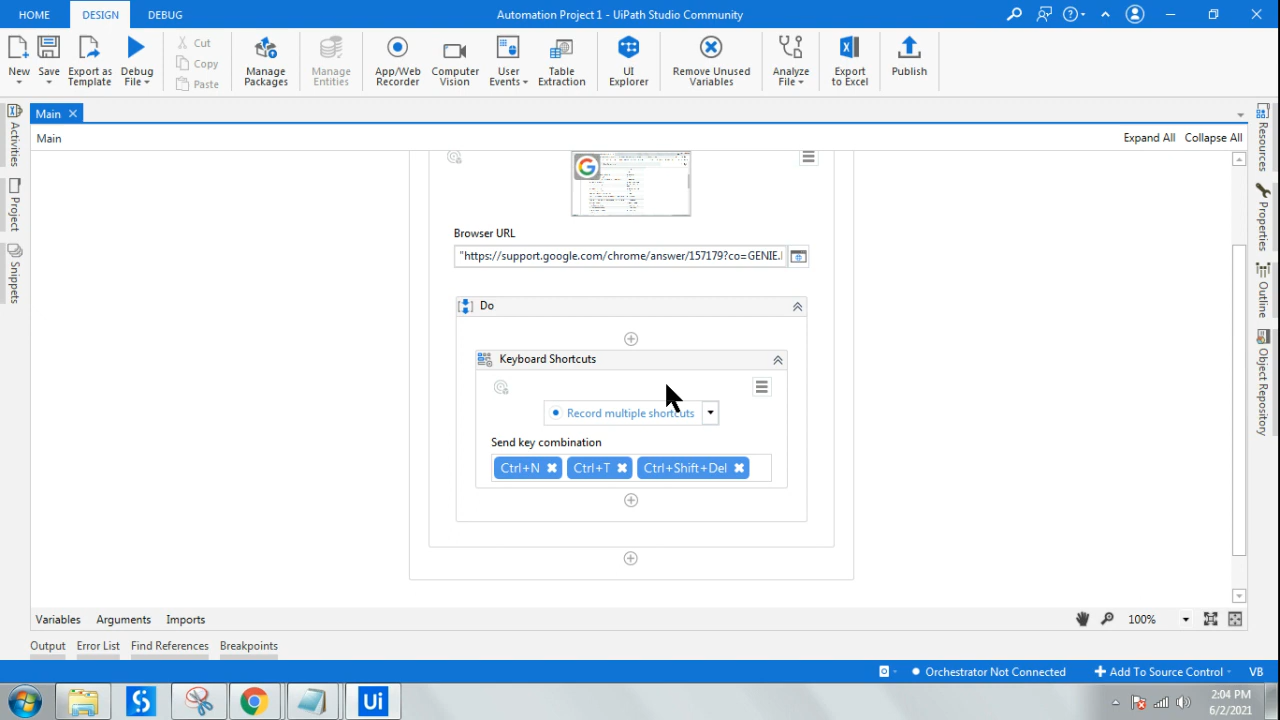 HOME
DESIGN
DEBUG
Automation Project 1 - UiPath Studio Community
New
Save
Export as Template
Debug File
Cut
Copy
Paste
Manage Packages
Manage Entities
App/Web Recorder
Computer Vision
User Events
Table Extraction
UI Explorer
Remove Unused Variables
Analyze File
Export to Excel
Publish
Main
Main
Expand All
Collapse All
Activities
Project
Snippets
Resources
Properties
Outline
Object Repository
Browser URL
"https://support.google.com/chrome/answer/157179?co=GENIE.
Do
Keyboard Shortcuts
Record multiple shortcuts
Send key combination
Ctrl+N
Ctrl+T
Ctrl+Shift+Del
Variables
Arguments
Imports
100%
Output
Error List
Find References
Breakpoints
Orchestrator Not Connected
Add To Source Control
VB
Ui
2:04 PM
6/2/2021